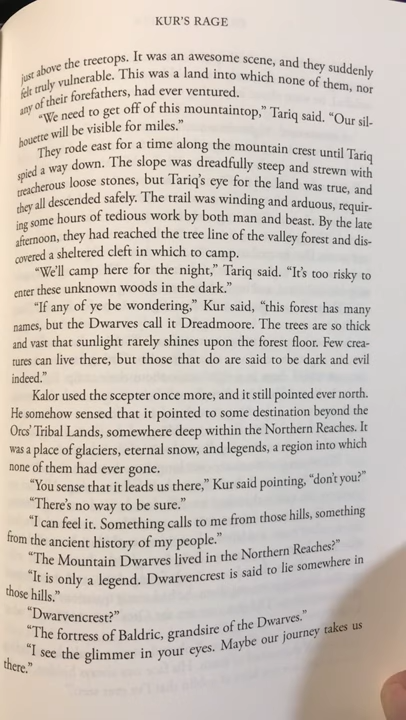 KUR'S RAGE
just above the treetops. It was an awesome scene, and they suddenly
felt truly vulnerable. This was a land into which none of them, nor
any of their forefathers, had ever ventured.
"We need to get off of this mountaintop," Tariq said. "Our sil-
houette will be visible for miles."
They rode east for a time along the mountain crest until Tariq
spied a way down. The slope was dreadfully steep and strewn with
treacherous loose stones, but Tariq's eye for the land was true, and
they all descended safely. The trail was winding and arduous, requir-
ing some hours of tedious work by both man and beast. By the late
afternoon, they had reached the tree line of the valley forest and dis-
covered a sheltered cleft in which to camp.
"We'll camp here for the night," Tariq said. "It's too risky to
enter these unknown woods in the dark."
"If any of ye be wondering," Kur said, "this forest has many
names, but the Dwarves call it Dreadmoore. The trees are so thick
and vast that sunlight rarely shines upon the forest floor. Few crea-
tures can live there, but those that do are said to be dark and evil
indeed."
Kalor used the scepter once more, and it still pointed ever north.
He somehow sensed that it pointed to some destination beyond the
Orcs' Tribal Lands, somewhere deep within the Northern Reaches. It
was a place of glaciers, eternal snow, and legends, a region into which
none of them had ever gone.
"You sense that it leads us there," Kur said pointing, "don't you?"
"There's no way to be sure."
"I can feel it. Something calls to me from those hills, something
from the ancient history of my people."
"The Mountain Dwarves lived in the Northern Reaches?"
"It is only a legend. Dwarvencrest is said to lie somewhere in
those hills."
"Dwarvencrest?"
"The fortress of Baldric, grandsire of the Dwarves."
"I see the glimmer in your eyes. Maybe our journey takes us
there."